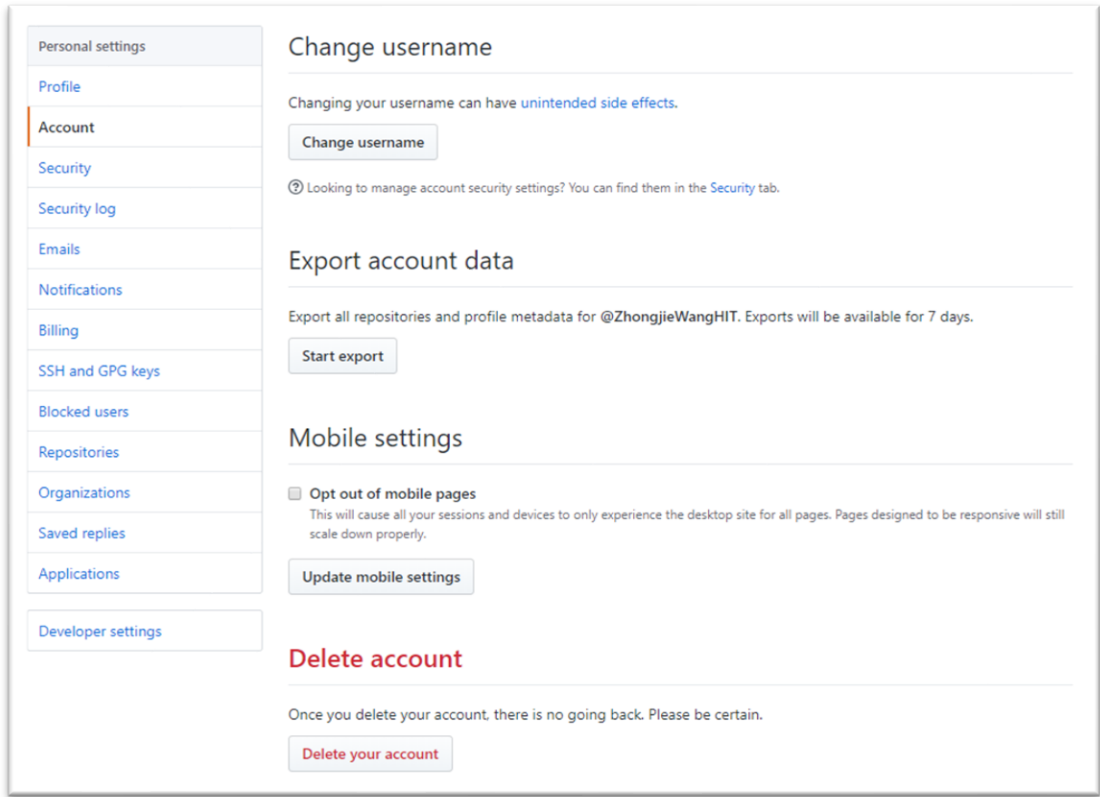 Personal settings
Profile
Account
Security
Security log
Emails
Notifications
Billing
SSH and GPG keys
Blocked users
Repositories
Organizations
Saved replies
Applications
Developer settings
Change username
Changing your username can have unintended side effects.
Change username
Looking to manage account security settings? You can find them in the Security tab.
Export account data
Export all repositories and profile metadata for @ZhongjieWangHIT. Exports will be available for 7 days.
Start export
Mobile settings
Opt out of mobile pages
This will cause all your sessions and devices to only experience the desktop site for all pages. Pages designed to be responsive will still
scale down properly.
Update mobile settings
Delete account
Once you delete your account, there is no going back. Please be certain.
Delete your account